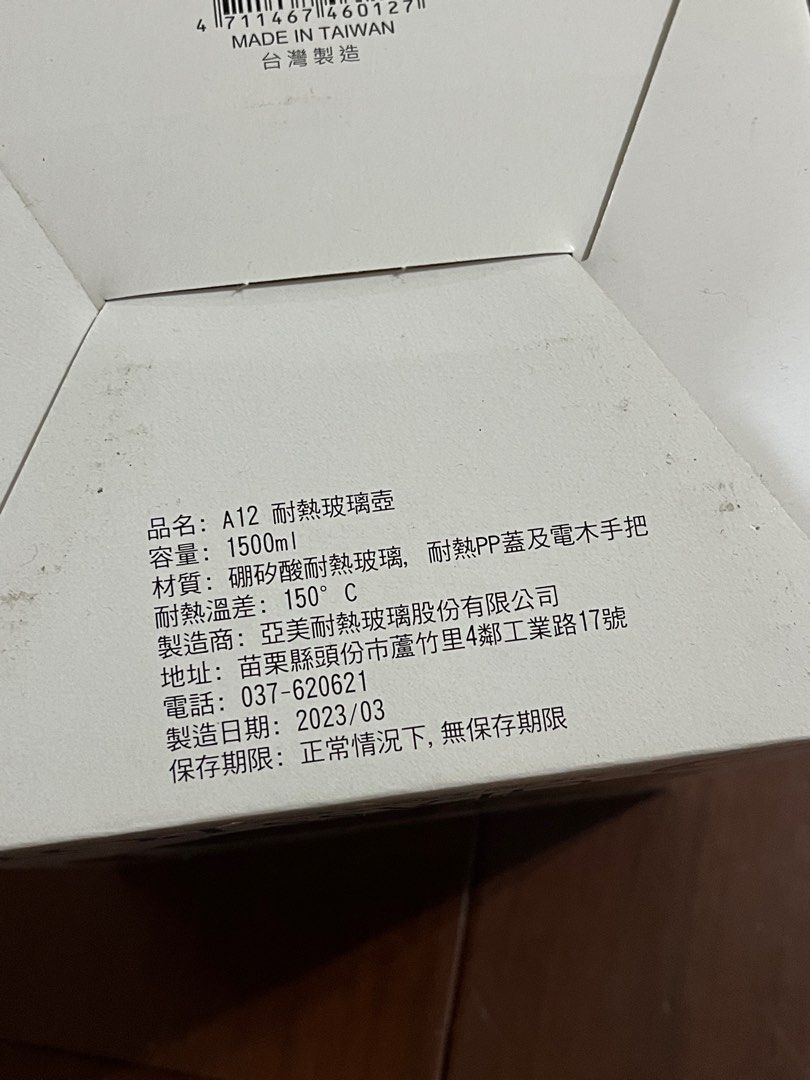 4 711467 460127
MADE IN TAIWAN
台灣製造
品名: A12 耐熱玻璃壺
容量: 1500ml
材質: 硼矽酸耐熱玻璃, 耐熱PP蓋及電木手把
耐熱溫差: 150° C
製造商: 亞美耐熱玻璃股份有限公司
地址: 苗栗縣頭份市蘆竹里4鄰工業路17號
電話: 037-620621
製造日期: 2023/03
保存期限: 正常情況下, 無保存期限